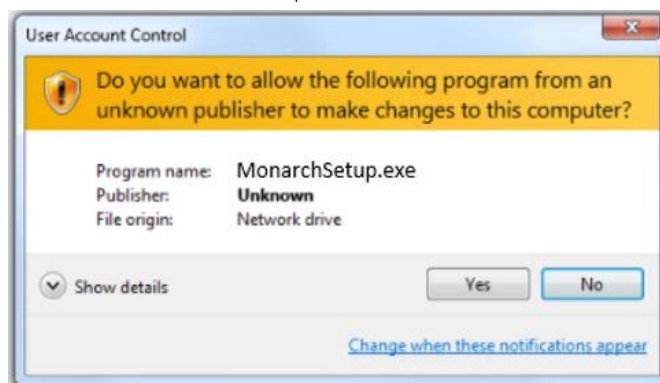 User Account Control
Do you want to allow the following program from an
unknown publisher to make changes to this computer?
Program name: MonarchSetup.exe
Publisher: Unknown
File origin: Network drive
Show details
Yes No
Change when these notifications appear